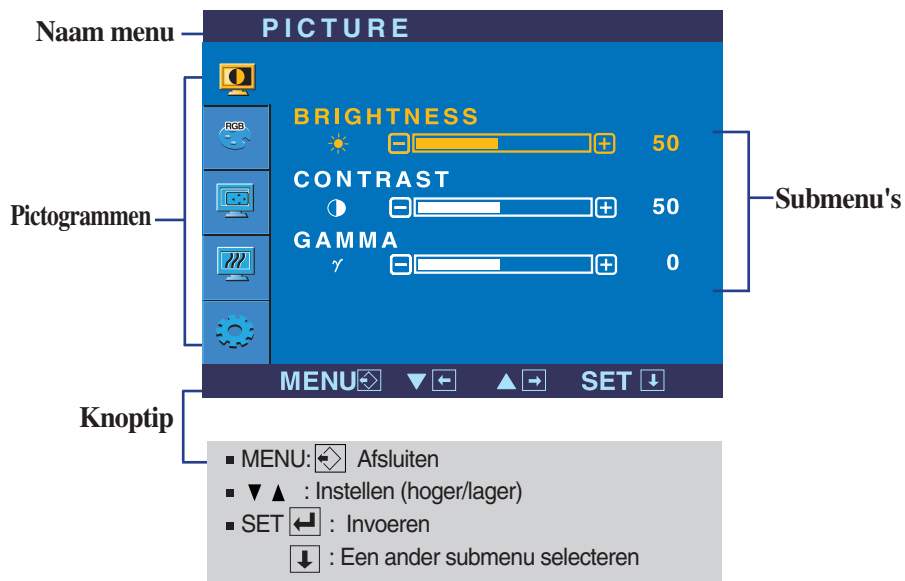 Naam menu
PICTURE
RGB
BRIGHTNESS
50
CONTRAST
50
GAMMA
γ
0
Pictogrammen
Submenu's
MENU ▼ ← ▲ → SET ↓
Knoptip
▪ MENU: Afsluiten
▪ ▼ ▲ : Instellen (hoger/lager)
▪ SET ↵ : Invoeren
↓ : Een ander submenu selecteren